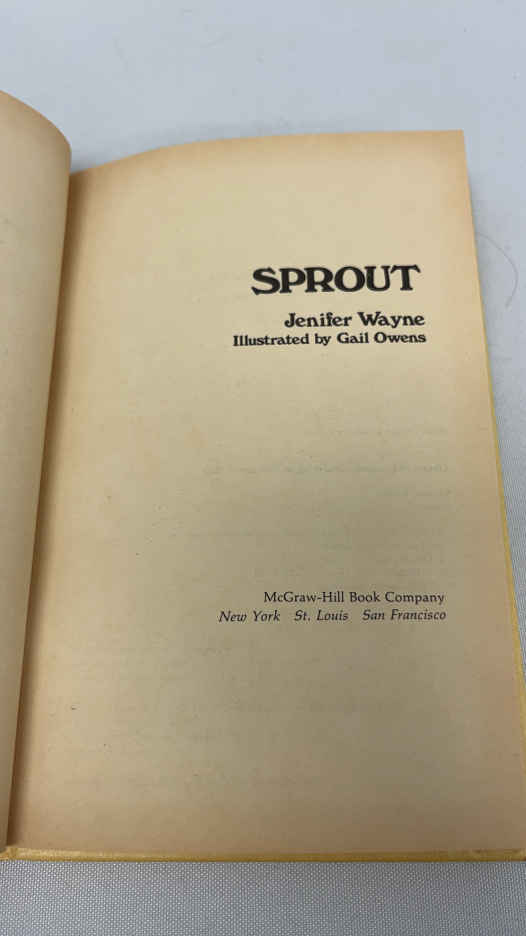 SPROUT
Jenifer Wayne
Illustrated by Gail Owens
McGraw-Hill Book Company
New York St. Louis San Francisco